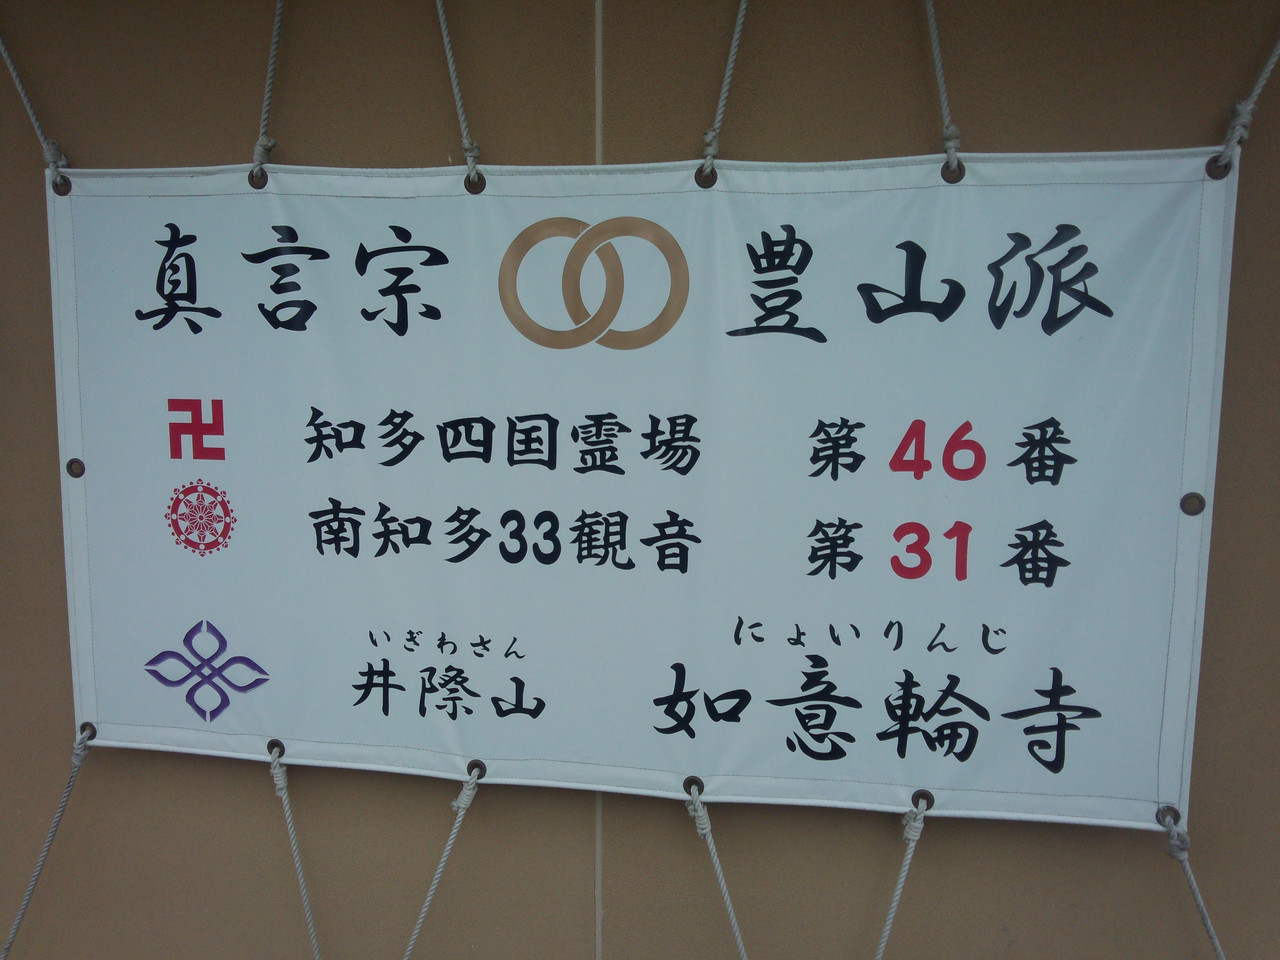 真言宗 豊山派
卍 知多四国霊場 第46番
南知多33観音 第31番
いぎわさん にょいりんじ
井際山 如意輪寺